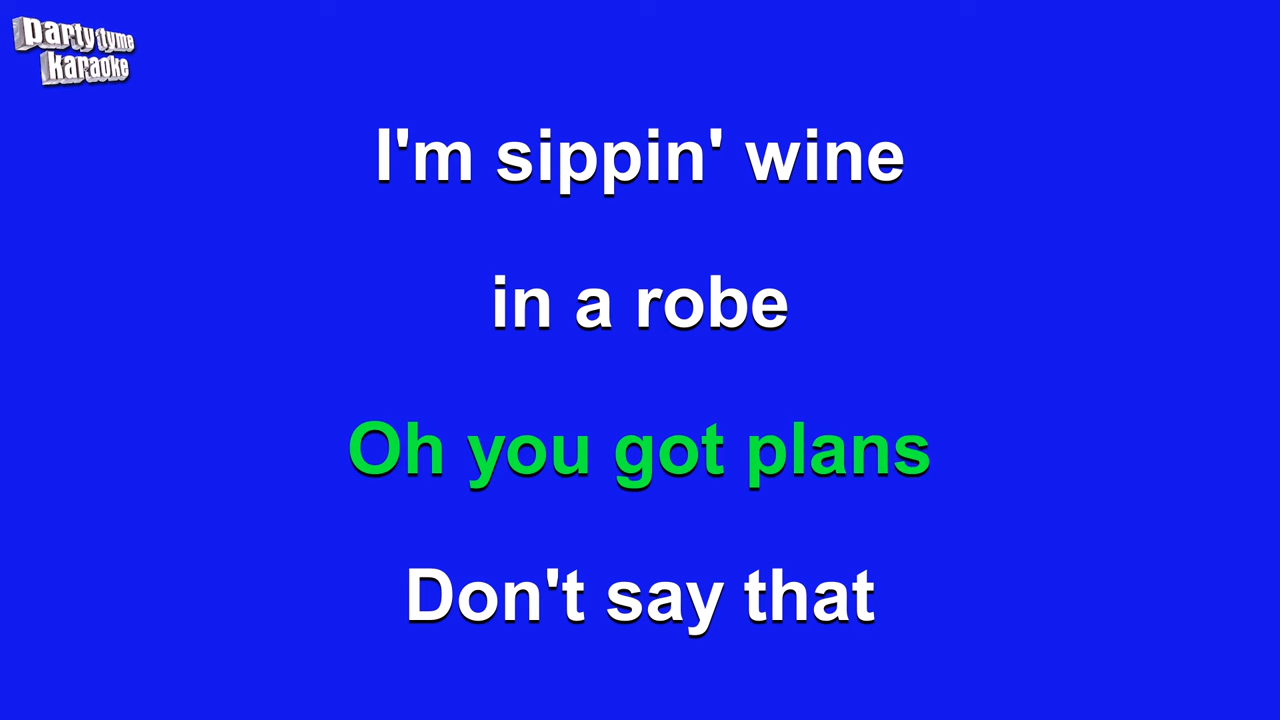 party tyme
karaoke
I'm sippin' wine
in a robe
Oh you got plans
Don't say that